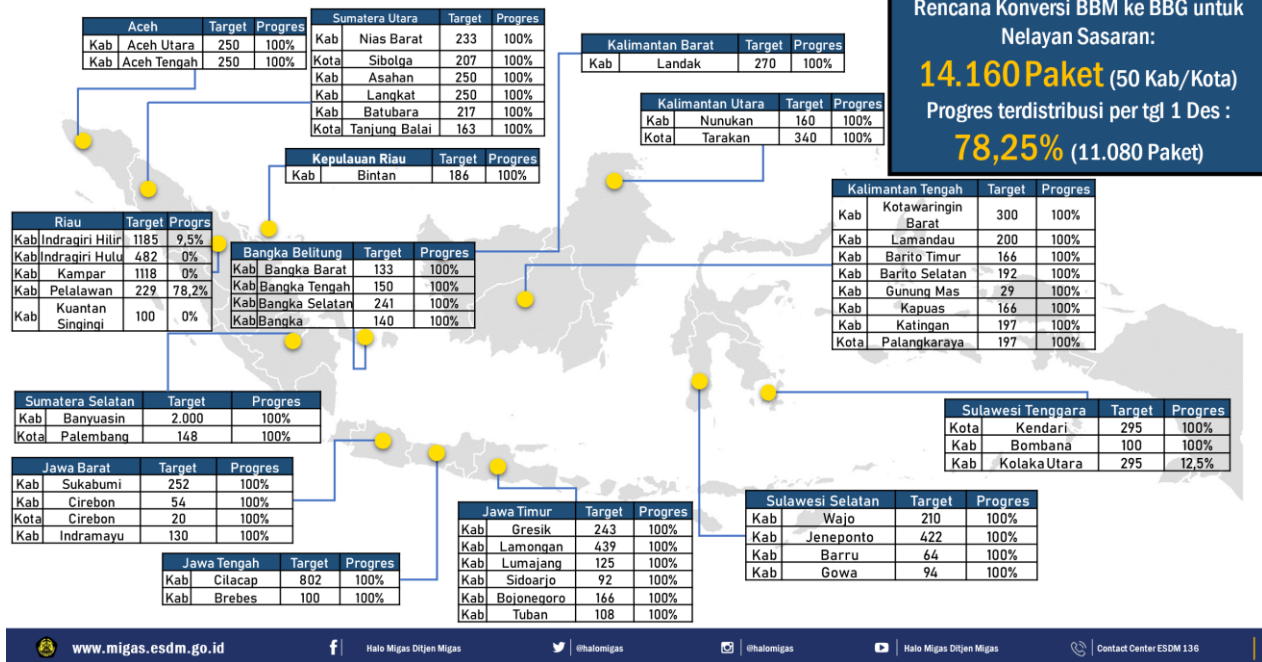 Rencana Konversi BBM ke BBG untuk
Nelayan Sasaran:
14.160 Paket (50 Kab/Kota)
Progres terdistribusi per tgl 1 Des :
78,25% (11.080 Paket)
Aceh Target Progres
Kab Aceh Utara 250 100%
Kab Aceh Tengah 250 100%
Sumatera Utara Target Progres
Kab Nias Barat 233 100%
Kota Sibolga 207 100%
Kab Asahan 250 100%
Kab Langkat 250 100%
Kab Batubara 217 100%
Kota Tanjung Balai 163 100%
Kalimantan Barat Target Progres
Kab Landak 270 100%
Kalimantan Utara Target Progres
Kab Nunukan 160 100%
Kota Tarakan 340 100%
Kepulauan Riau Target Progres
Kab Bintan 186 100%
Kalimantan Tengah Target Progres
Kab Kotawaringin
Barat 300 100%
Kab Lamandau 200 100%
Kab Barito Timur 166 100%
Kab Barito Selatan 192 100%
Kab Gunung Mas 29 100%
Kab Kapuas 166 100%
Kab Katingan 197 100%
Kota Palangkaraya 197 100%
Riau Target Progrs
Kab Indragiri Hilir 1185 9,5%
Kab Indragiri Hulu 482 0%
Kab Kampar 1118 0%
Kab Pelalawan 229 78,2%
Kab Kuantan
Singingi 100 0%
Bangka Belitung Target Progres
Kab Bangka Barat 133 100%
Kab Bangka Tengah 150 100%
Kab Bangka Selatan 241 100%
Kab Bangka 140 100%
Sumatera Selatan Target Progres
Kab Banyuasin 2.000 100%
Kota Palembang 148 100%
Sulawesi Tenggara Target Progres
Kota Kendari 295 100%
Kab Bombana 100 100%
Kab Kolaka Utara 295 12,5%
Jawa Barat Target Progres
Kab Sukabumi 252 100%
Kab Cirebon 54 100%
Kota Cirebon 20 100%
Kab Indramayu 130 100%
Jawa Tengah Target Progres
Kab Cilacap 802 100%
Kab Brebes 100 100%
Jawa Timur Target Progres
Kab Gresik 243 100%
Kab Lamongan 439 100%
Kab Lumajang 125 100%
Kab Sidoarjo 92 100%
Kab Bojonegoro 166 100%
Kab Tuban 108 100%
Sulawesi Selatan Target Progres
Kab Wajo 210 100%
Kab Jeneponto 422 100%
Kab Barru 64 100%
Kab Gowa 94 100%
www.migas.esdm.go.id Halo Migas Ditjen Migas @halomigas @halomigas Halo Migas Ditjen Migas Contact Center ESDM 136